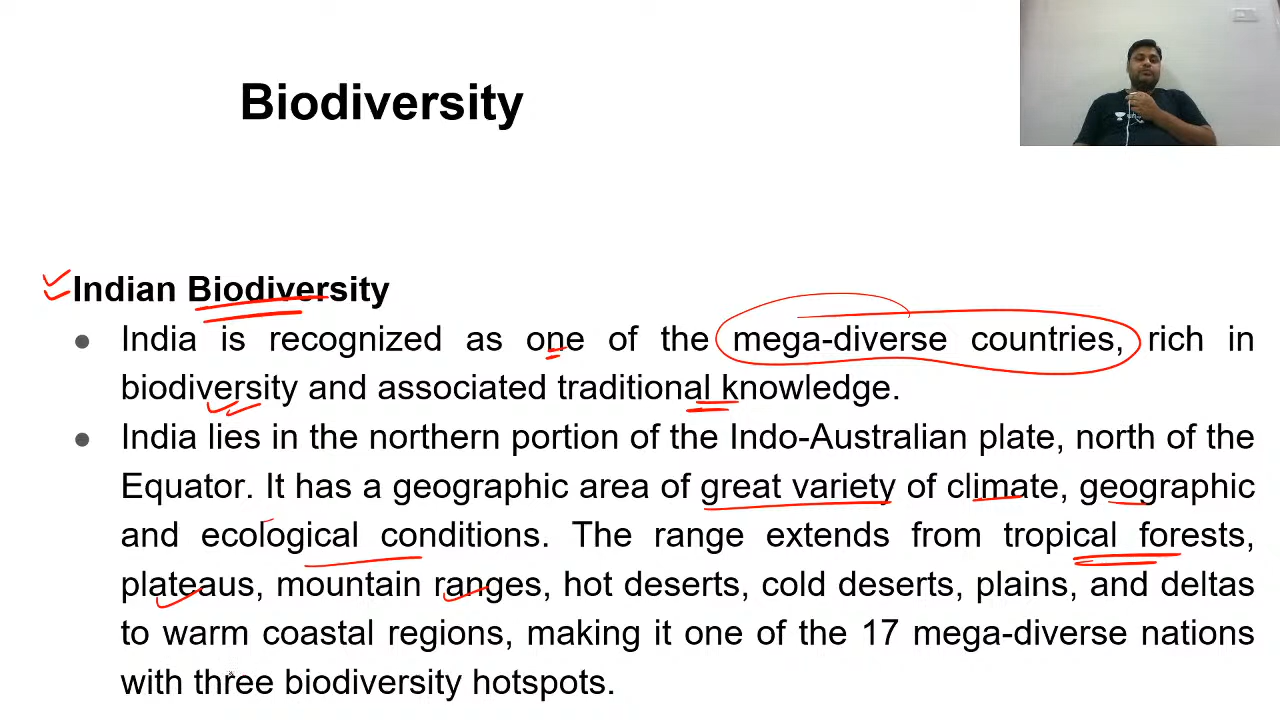 Biodiversity
Indian Biodiversity
● India is recognized as one of the mega-diverse countries, rich in
biodiversity and associated traditional knowledge.
● India lies in the northern portion of the Indo-Australian plate, north of the
Equator. It has a geographic area of great variety of climate, geographic
and ecological conditions. The range extends from tropical forests,
plateaus, mountain ranges, hot deserts, cold deserts, plains, and deltas
to warm coastal regions, making it one of the 17 mega-diverse nations
with three biodiversity hotspots.